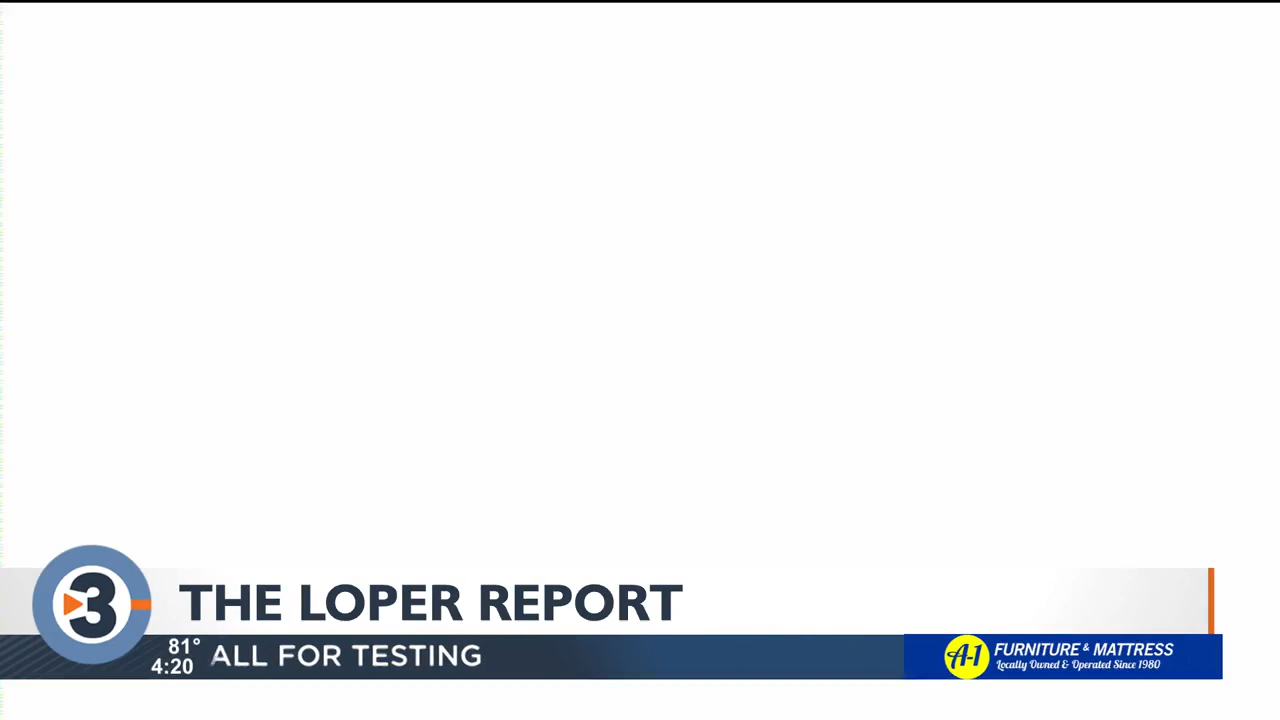 3
THE LOPER REPORT
81°
4:20
ALL FOR TESTING
A-1
FURNITURE & MATTRESS
Locally Owned & Operated Since 1980